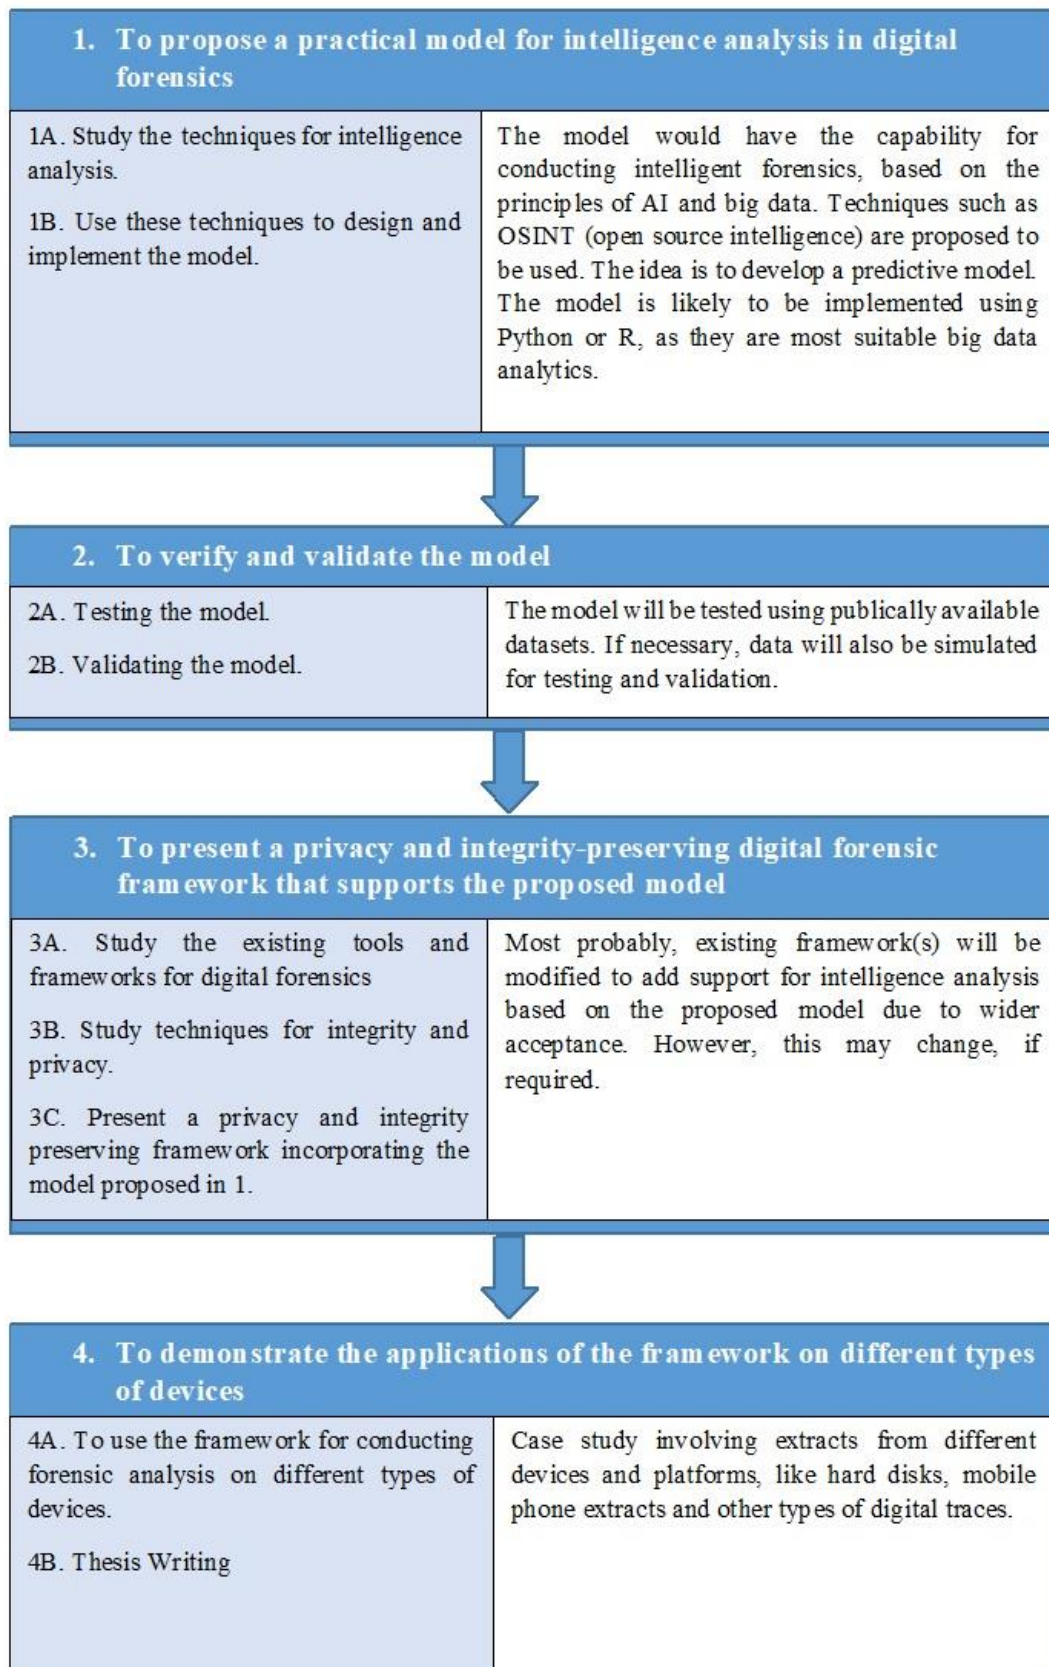 1. To propose a practical model for intelligence analysis in digital
forensics
1A. Study the techniques for intelligence
analysis.
1B. Use these techniques to design and
implement the model.
The model would have the capability for
conducting intelligent forensics, based on the
principles of AI and big data. Techniques such as
OSINT (open source intelligence) are proposed to
be used. The idea is to develop a predictive model.
The model is likely to be implemented using
Python or R, as they are most suitable big data
analytics.
2. To verify and validate the model
2A. Testing the model.
2B. Validating the model.
The model will be tested using publically available
datasets. If necessary, data will also be simulated
for testing and validation.
3. To present a privacy and integrity-preserving digital forensic
framework that supports the proposed model
3A. Study the existing tools and
frameworks for digital forensics
3B. Study techniques for integrity and
privacy.
3C. Present a privacy and integrity
preserving framework incorporating the
model proposed in 1.
Most probably, existing framework(s) will be
modified to add support for intelligence analysis
based on the proposed model due to wider
acceptance. However, this may change, if
required.
4. To demonstrate the applications of the framework on different types
of devices
4A. To use the framework for conducting
forensic analysis on different types of
devices.
4B. Thesis Writing
Case study involving extracts from different
devices and platforms, like hard disks, mobile
phone extracts and other types of digital traces.